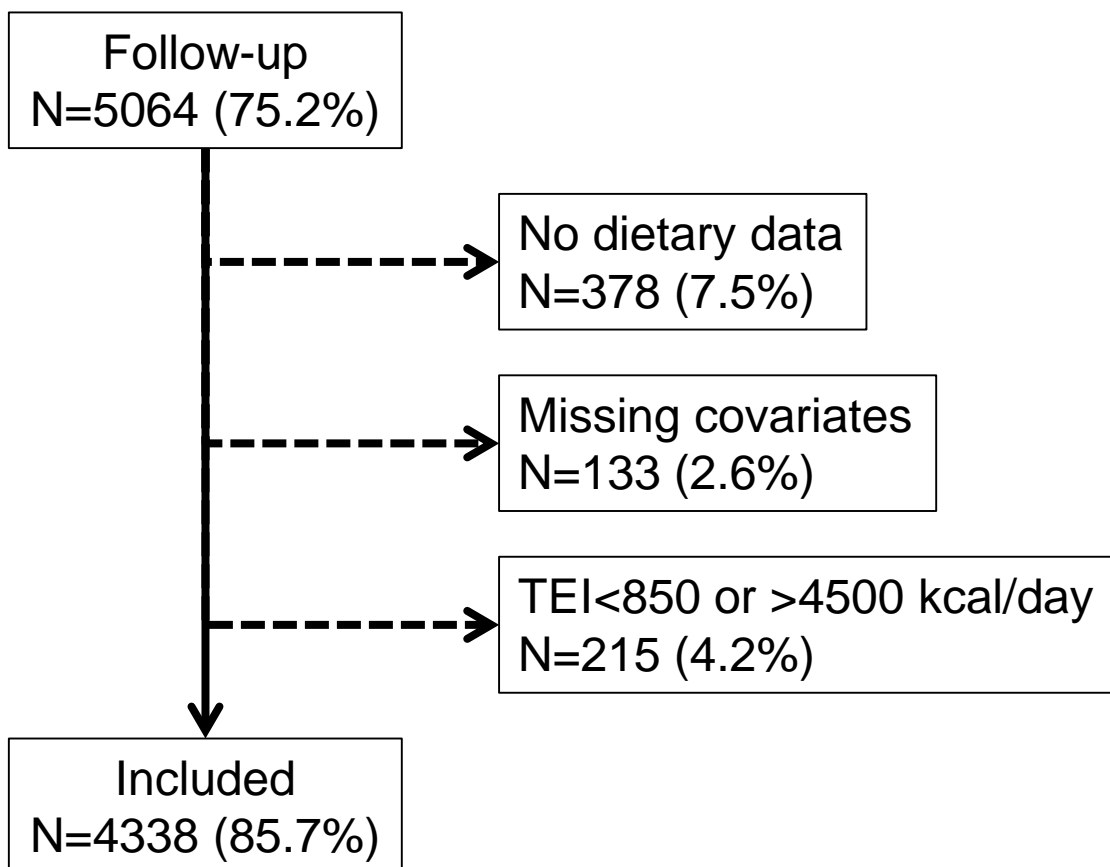 Follow-up
N=5064 (75.2%)
No dietary data
N=378 (7.5%)
Missing covariates
N=133 (2.6%)
TEI<850 or >4500 kcal/day
N=215 (4.2%)
Included
N=4338 (85.7%)